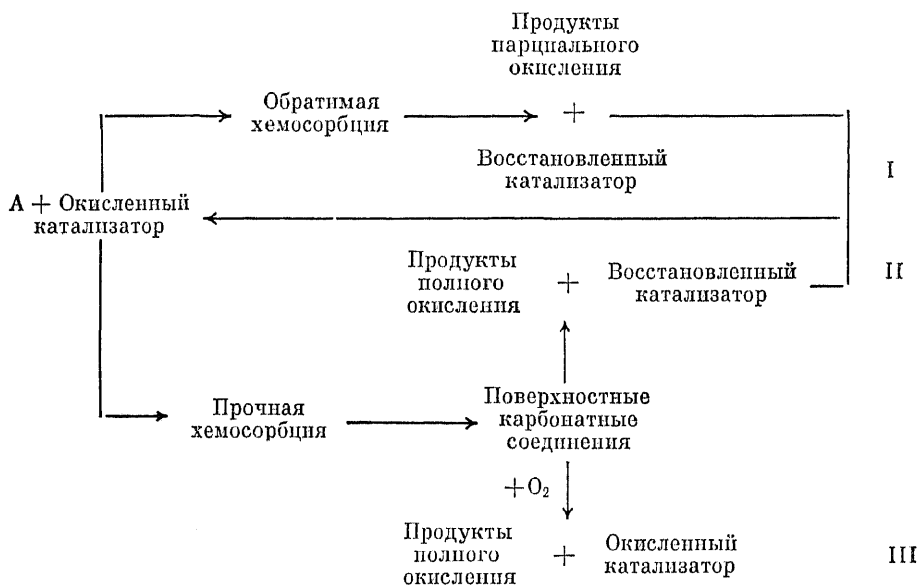 Продукты
парциального
окисления
Обратимая
хемосорбция
+
Восстановленный
катализатор
I
А + Окисленный
катализатор
Продукты
полного
окисления
+
Восстановленный
катализатор
II
Прочная
хемосорбция
Поверхностные
карбонатные
соединения
+O₂
Продукты
полного
окисления
+
Окисленный
катализатор
III